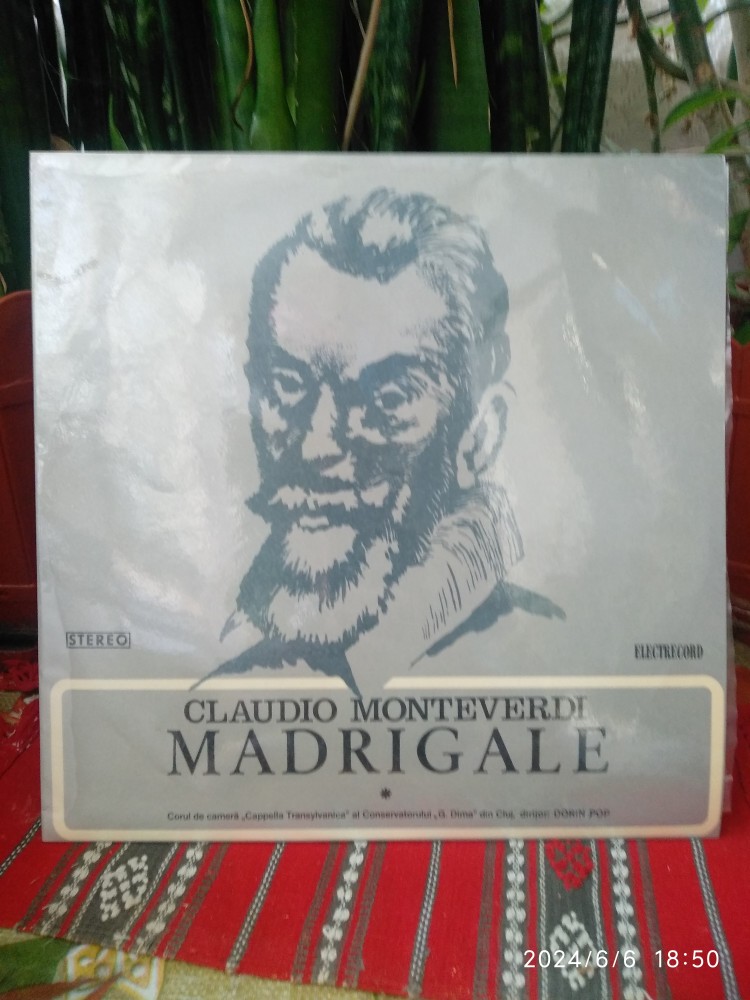 STEREO
ELECTRECORD
CLAUDIO MONTEVERDI
MADRIGALE
*
Corul de cameră „Cappella Transylvanica" al Conservatorului „G. Dima" din Cluj, dirijor: DORIN POP
2024/6/6 18:50